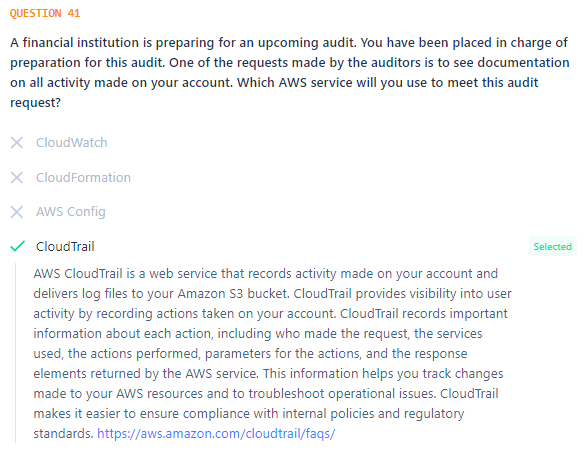 QUESTION 41
A financial institution is preparing for an upcoming audit. You have been placed in charge of
preparation for this audit. One of the requests made by the auditors is to see documentation
on all activity made on your account. Which AWS service will you use to meet this audit
request?
CloudWatch
CloudFormation
AWS Config
CloudTrail
Selected
AWS CloudTrail is a web service that records activity made on your account and
delivers log files to your Amazon S3 bucket. CloudTrail provides visibility into user
activity by recording actions taken on your account. CloudTrail records important
information about each action, including who made the request, the services
used, the actions performed, parameters for the actions, and the response
elements returned by the AWS service. This information helps you track changes
made to your AWS resources and to troubleshoot operational issues. CloudTrail
makes it easier to ensure compliance with internal policies and regulatory
standards. https://aws.amazon.com/cloudtrail/faqs/